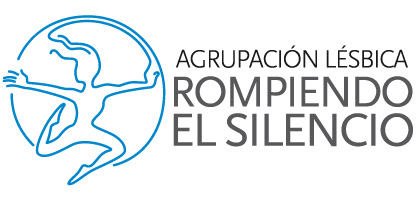 AGRUPACIÓN LÉSBICA
ROMPIENDO
EL SILENCIO